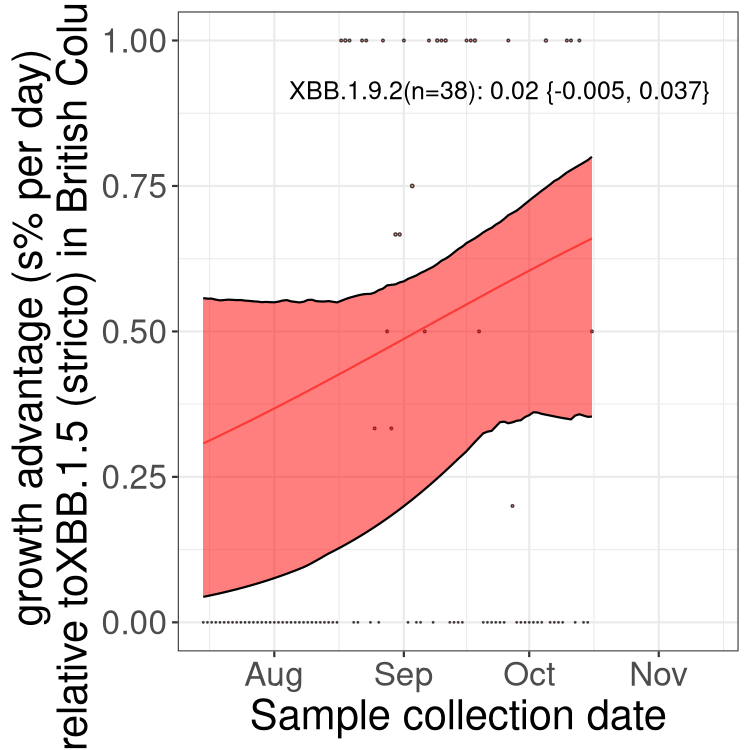 growth advantage (s% per day)
relative toXBB.1.5 (stricto) in British Colu
1.00
0.75
0.50
0.25
0.00
XBB.1.9.2(n=38): 0.02 {-0.005, 0.037}
Aug Sep Oct Nov
Sample collection date